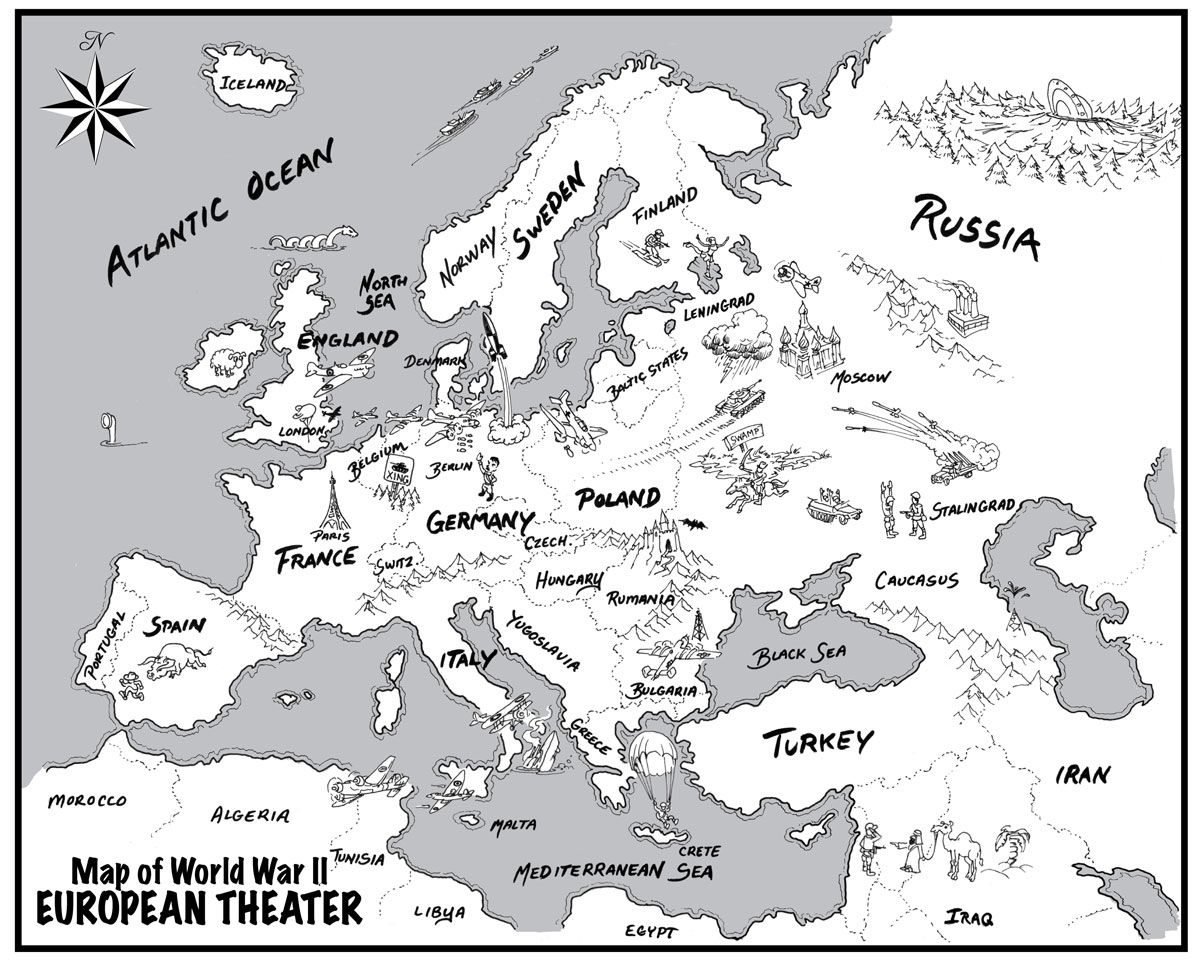 N
ICELAND
ATLANTIC OCEAN
NORTH
SEA
NORWAY
SWEDEN
FINLAND
RUSSIA
ENGLAND
DENMARK
LENINGRAD
BALTIC STATES
MOSCOW
LONDON
BELGIUM
XING
BERLIN
SWAMP
POLAND
STALINGRAD
GERMANY
PARIS
FRANCE
CZECH.
SWITZ.
HUNGARY
RUMANIA
CAUCASUS
PORTUGAL
SPAIN
ITALY
YUGOSLAVIA
BLACK SEA
BULGARIA
GREECE
TURKEY
IRAN
MOROCCO
ALGERIA
TUNISIA
MALTA
CRETE
MEDITERRANEAN SEA
LIBYA
EGYPT
IRAQ
Map of World War II
EUROPEAN THEATER